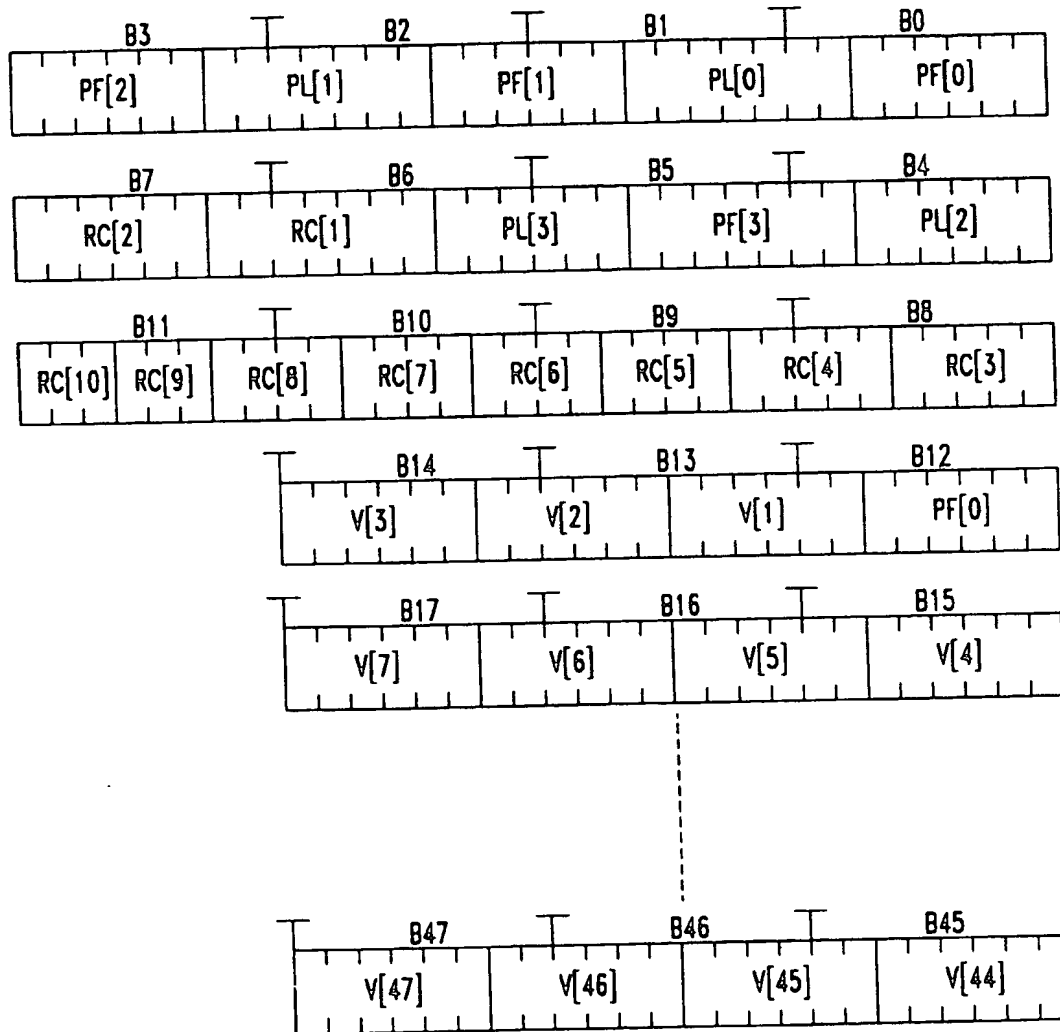 B3 B2 B1 B0
PF[2] PL[1] PF[1] PL[0] PF[0]
B7 B6 B5 B4
RC[2] RC[1] PL[3] PF[3] PL[2]
B11 B10 B9 B8
RC[10] RC[9] RC[8] RC[7] RC[6] RC[5] RC[4] RC[3]
B14 B13 B12
V[3] V[2] V[1] PF[0]
B17 B16 B15
V[7] V[6] V[5] V[4]
B47 B46 B45
V[47] V[46] V[45] V[44]